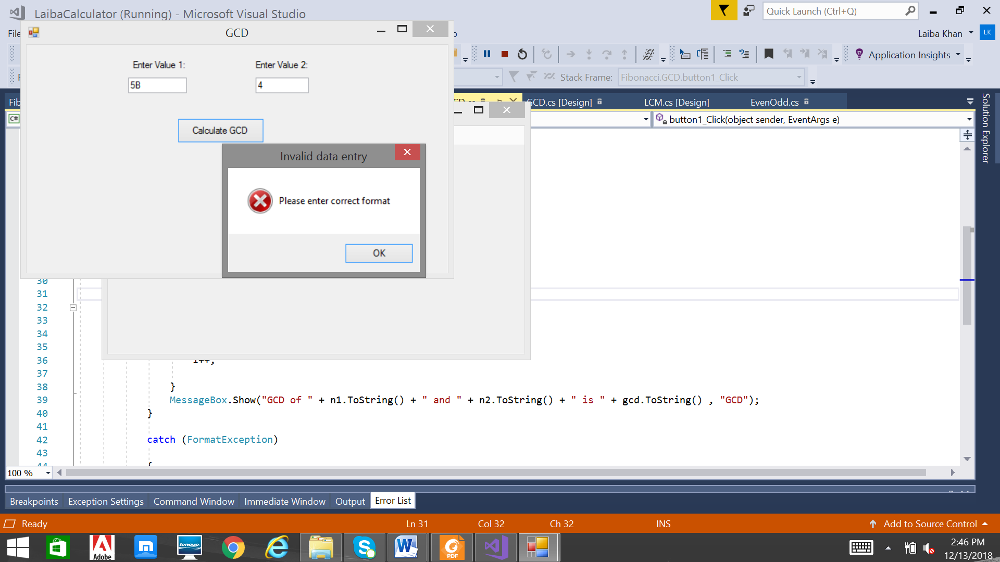 LaibaCalculator (Running) - Microsoft Visual Studio
Quick Launch (Ctrl+Q)
File
GCD
Laiba Khan
LK
Application Insights
Enter Value 1:
Enter Value 2:
5B
4
Stack Frame:
Fibonacci.GCD.button1_Click
Fib
GCD.cs [Design]
LCM.cs [Design]
EvenOdd.cs
Solution Explorer
C#
button1_Click(object sender, EventArgs e)
Calculate GCD
Invalid data entry
Please enter correct format
OK
30
31
32
33
34
35
36 i++;
37
38 }
39 MessageBox.Show("GCD of " + n1.ToString() + " and " + n2.ToString() + " is " + gcd.ToString() , "GCD");
40 }
41
42 catch (FormatException)
43
44 {
100 %
Breakpoints Exception Settings Command Window Immediate Window Output Error List
Ready Ln 31 Col 32 Ch 32 INS Add to Source Control
Adobe
lenovo
PDF
2:46 PM
12/13/2018